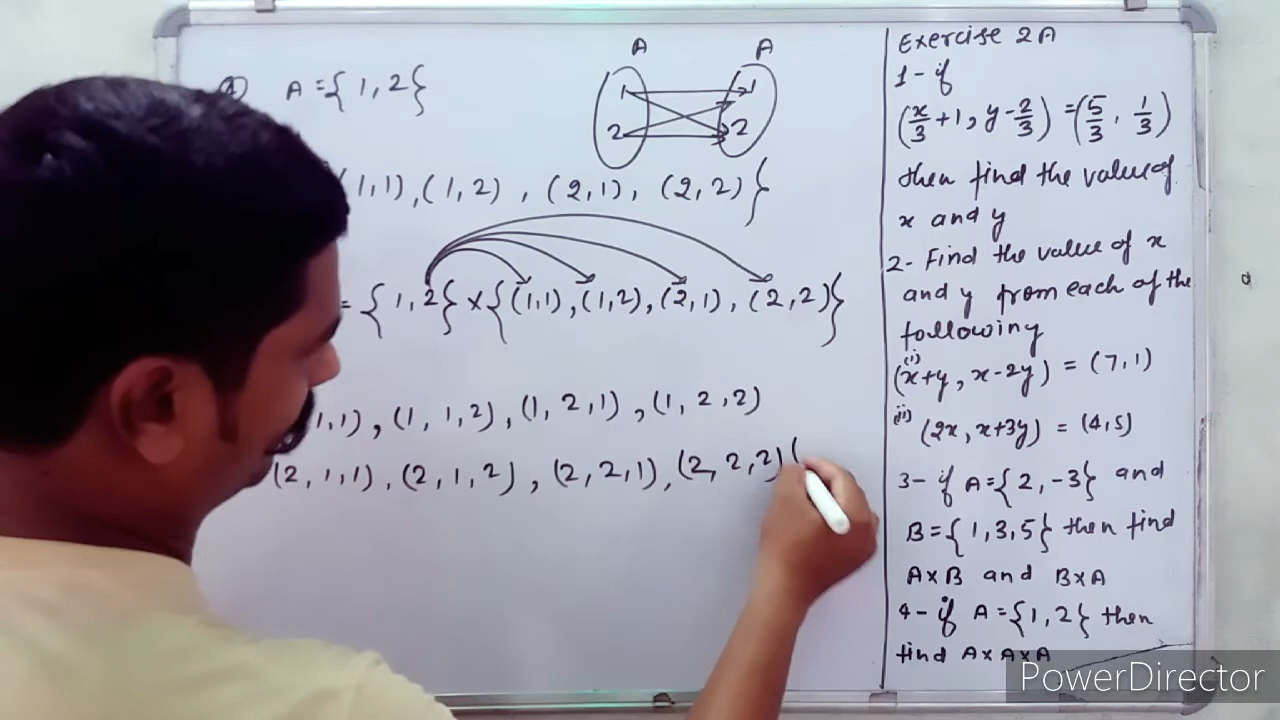 A = {1, 2}
A A
1 1
2 2
(1,1), (1,2), (2,1), (2,2)}
= {1, 2} × {(1,1), (1,2), (2,1), (2,2)}
1,1), (1, 1, 2), (1, 2, 1), (1, 2, 2)
(2, 1, 1), (2, 1, 2), (2, 2, 1), (2, 2, 2)
Exercise 2A
1- if
(x/3 + 1, y - 2/3) = (5/3, 1/3)
then find the value of
x and y
2- Find the value of x
and y from each of the
following
(i) (x+y, x-2y) = (7,1)
(ii) (2x, x+3y) = (4,5)
3- if A = {2, -3} and
B = {1, 3, 5} then find
A×B and B×A
4- if A = {1, 2} then
find A×A×A
PowerDirector